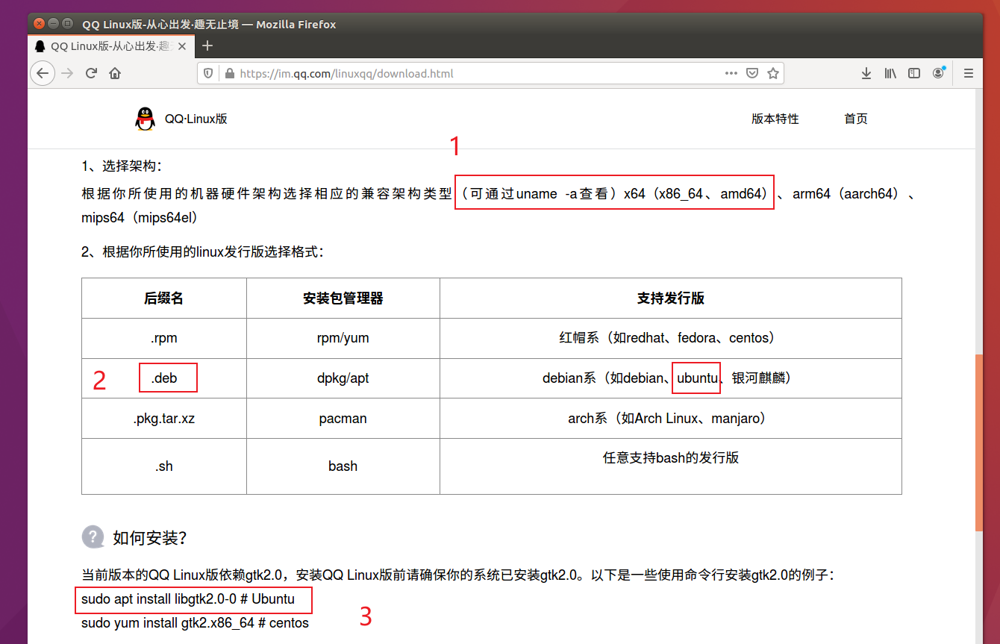 QQ Linux版-从心出发·趣无止境 — Mozilla Firefox
QQ Linux版-从心出发·趣
https://im.qq.com/linuxqq/download.html
QQ·Linux版
版本特性
首页
1
1、选择架构：
根据你所使用的机器硬件架构选择相应的兼容架构类型（可通过uname -a查看）x64（x86_64、amd64）、arm64（aarch64）、
mips64（mips64el）
2、根据你所使用的linux发行版选择格式：
后缀名 安装包管理器 支持发行版
.rpm rpm/yum 红帽系（如redhat、fedora、centos）
2 .deb dpkg/apt debian系（如debian、ubuntu、银河麒麟）
.pkg.tar.xz pacman arch系（如Arch Linux、manjaro）
.sh bash 任意支持bash的发行版
? 如何安装？
当前版本的QQ Linux版依赖gtk2.0，安装QQ Linux版前请确保你的系统已安装gtk2.0。以下是一些使用命令行安装gtk2.0的例子：
sudo apt install libgtk2.0-0 # Ubuntu
3
sudo yum install gtk2.x86_64 # centos